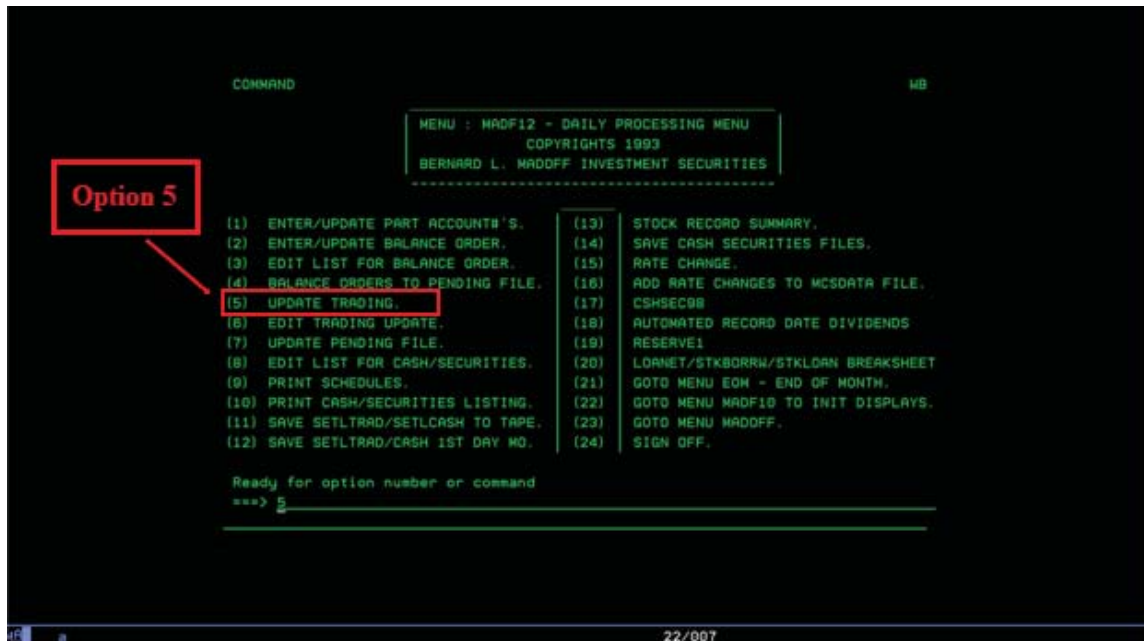 COMMAND WB
MENU : MADF12 - DAILY PROCESSING MENU
COPYRIGHTS 1993
BERNARD L. MADOFF INVESTMENT SECURITIES
Option 5
(1) ENTER/UPDATE PART ACCOUNT#'S. (13) STOCK RECORD SUMMARY.
(2) ENTER/UPDATE BALANCE ORDER. (14) SAVE CASH SECURITIES FILES.
(3) EDIT LIST FOR BALANCE ORDER. (15) RATE CHANGE.
(4) BALANCE ORDERS TO PENDING FILE. (16) ADD RATE CHANGES TO MCSDATA FILE.
(5) UPDATE TRADING. (17) CSHSEC98
(6) EDIT TRADING UPDATE. (18) AUTOMATED RECORD DATE DIVIDENDS
(7) UPDATE PENDING FILE. (19) RESERVE1
(8) EDIT LIST FOR CASH/SECURITIES. (20) LOANET/STKBORRW/STKLOAN BREAKSHEET
(9) PRINT SCHEDULES. (21) GOTO MENU EOM - END OF MONTH.
(10) PRINT CASH/SECURITIES LISTING. (22) GOTO MENU MADF10 TO INIT DISPLAYS.
(11) SAVE SETLTRAD/SETLCASH TO TAPE. (23) GOTO MENU MADOFF.
(12) SAVE SETLTRAD/CASH 1ST DAY MO. (24) SIGN OFF.
Ready for option number or command
===> 5
a 22/007